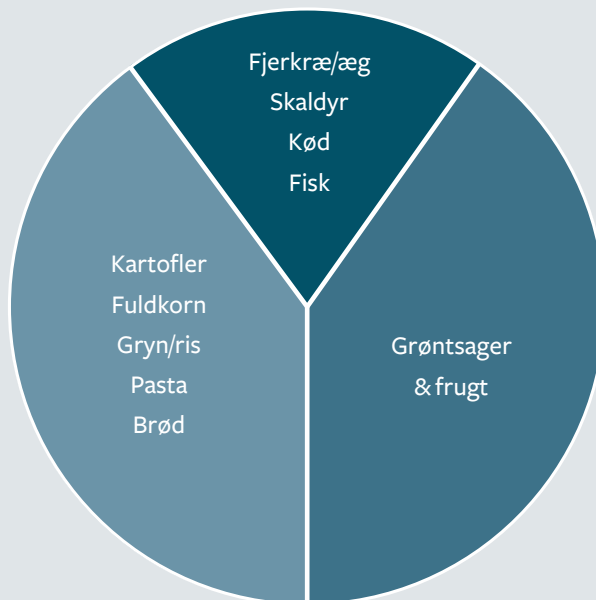 Fjerkræ/æg
Skaldyr
Kød
Fisk
Kartofler
Fuldkorn
Gryn/ris
Pasta
Brød
Grøntsager
& frugt